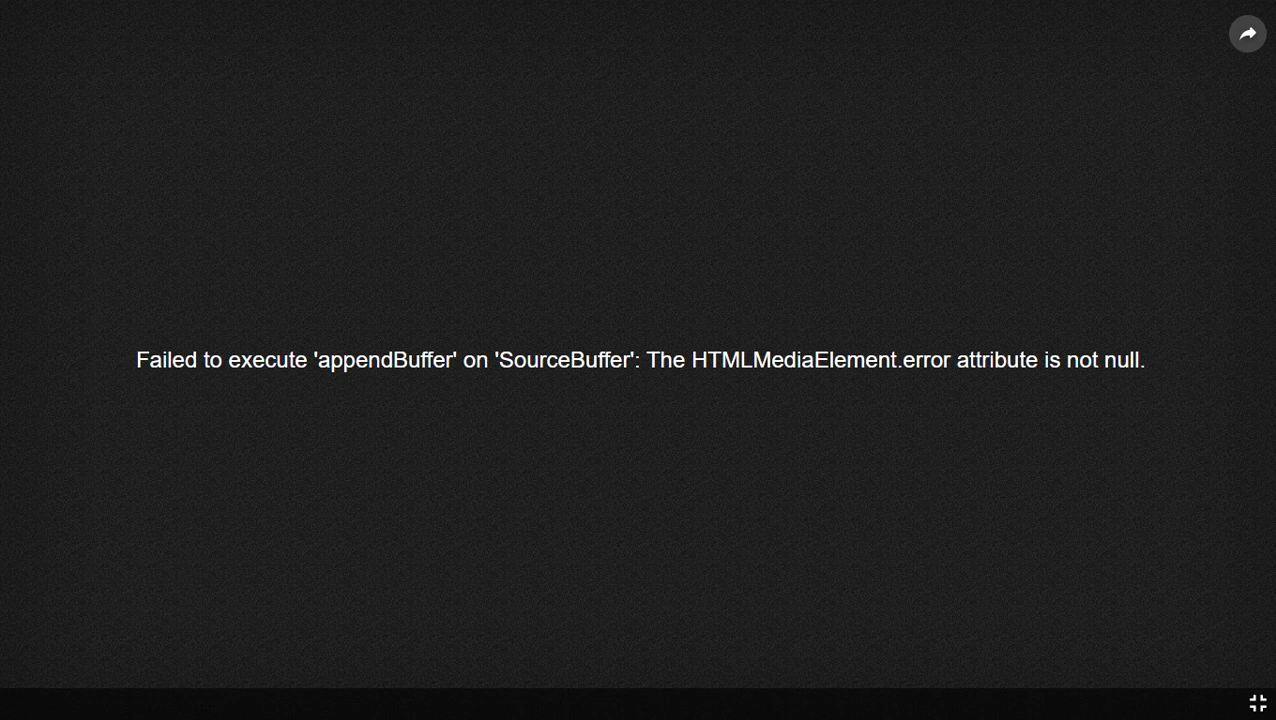 Failed to execute 'appendBuffer' on 'SourceBuffer': The HTMLMediaElement.error attribute is not null.